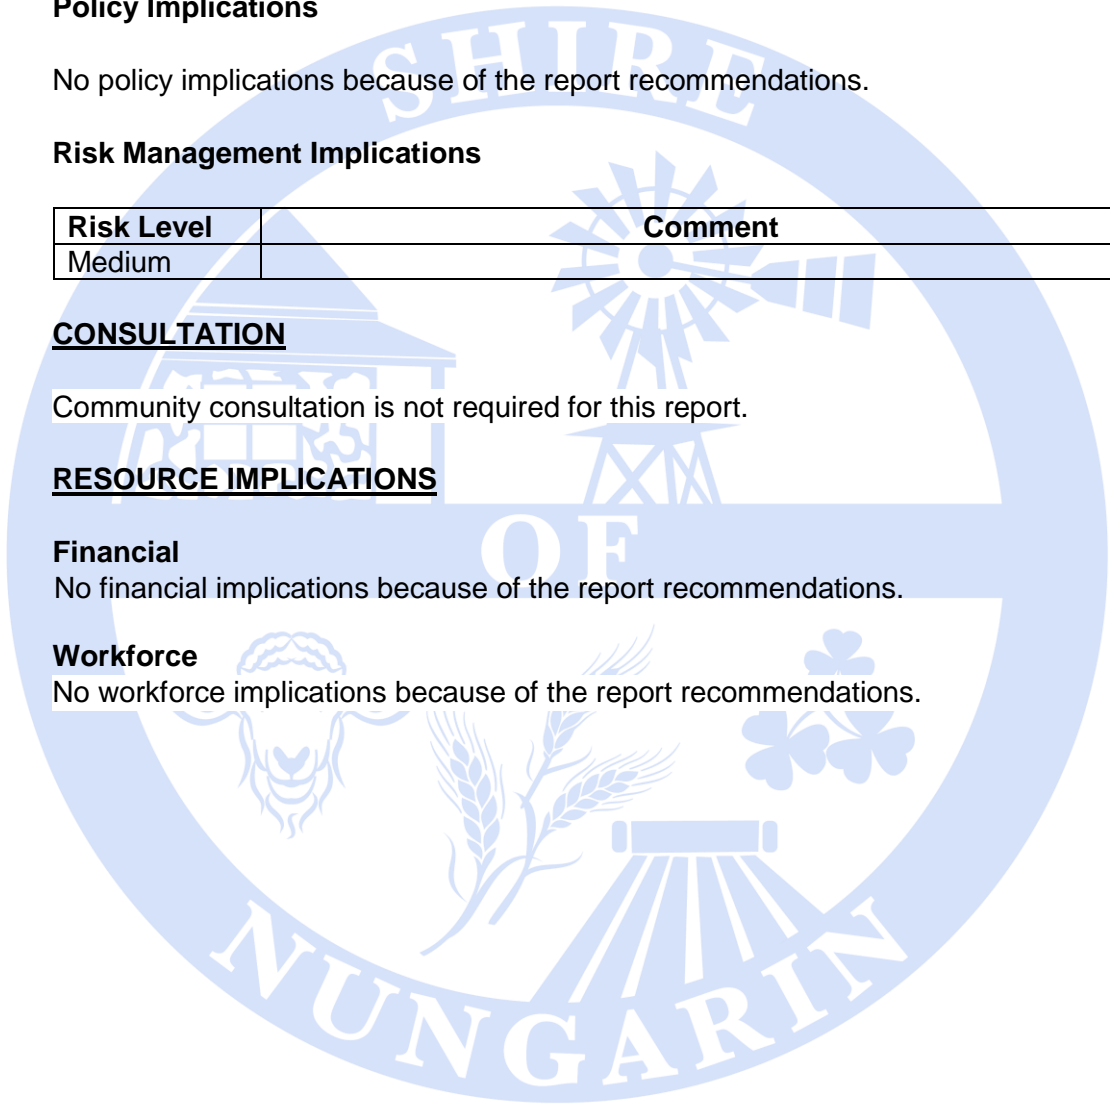 Policy Implications
No policy implications because of the report recommendations.
Risk Management Implications
Risk Level Comment
Medium
CONSULTATION
Community consultation is not required for this report.
RESOURCE IMPLICATIONS
Financial
No financial implications because of the report recommendations.
Workforce
No workforce implications because of the report recommendations.
SHIRE
OF
NUNGARIN